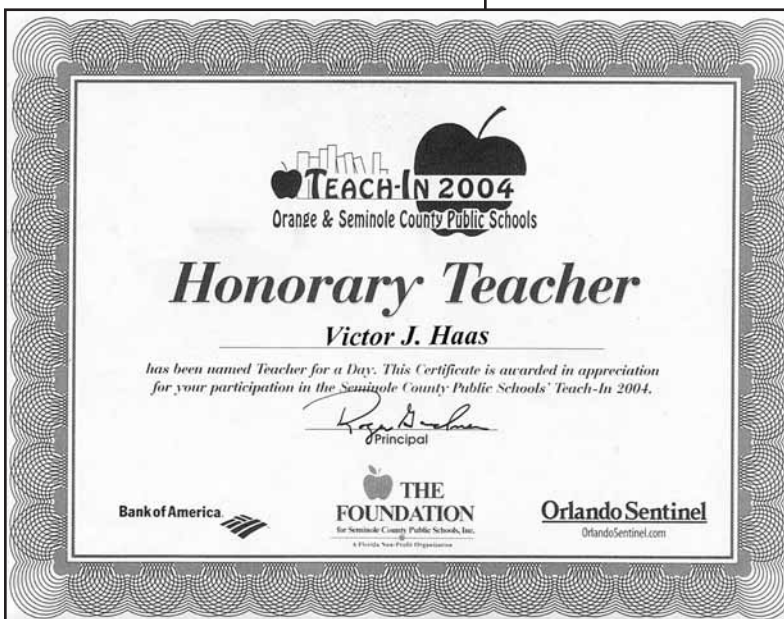 TEACH-IN 2004
Orange & Seminole County Public Schools
Honorary Teacher
Victor J. Haas
has been named Teacher for a Day. This Certificate is awarded in appreciation
for your participation in the Seminole County Public Schools' Teach-In 2004.
Principal
Bank of America
THE
FOUNDATION
for Seminole County Public Schools, Inc.
A Florida Non-Profit Organization
Orlando Sentinel
OrlandoSentinel.com